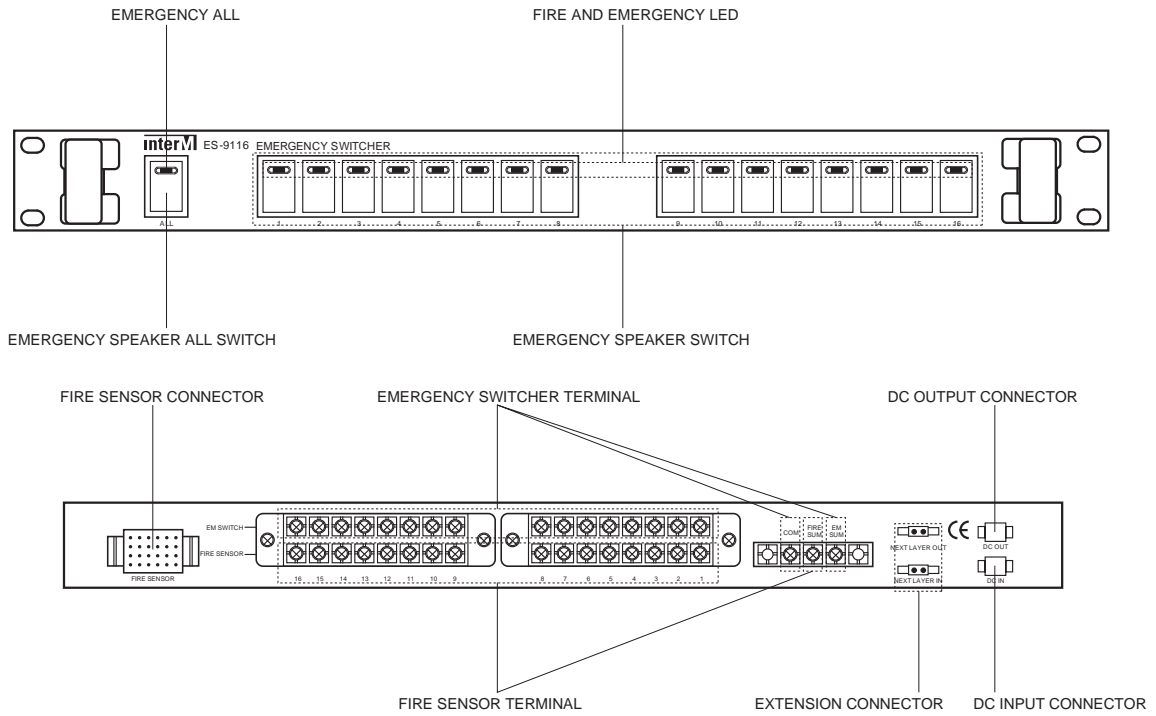 EMERGENCY ALL
FIRE AND EMERGENCY LED
interM ES-9116 EMERGENCY SWITCHER
ALL 1 2 3 4 5 6 7 8 9 10 11 12 13 14 15 16
EMERGENCY SPEAKER ALL SWITCH
EMERGENCY SPEAKER SWITCH
FIRE SENSOR CONNECTOR
EMERGENCY SWITCHER TERMINAL
DC OUTPUT CONNECTOR
EM SWITCH
FIRE SENSOR
FIRE SENSOR
16 15 14 13 12 11 10 9 8 7 6 5 4 3 2 1
COM
FIRE
SUM
EM
SUM
NEXT LAYER OUT
NEXT LAYER IN
CE
DC OUT
DC IN
FIRE SENSOR TERMINAL
EXTENSION CONNECTOR
DC INPUT CONNECTOR